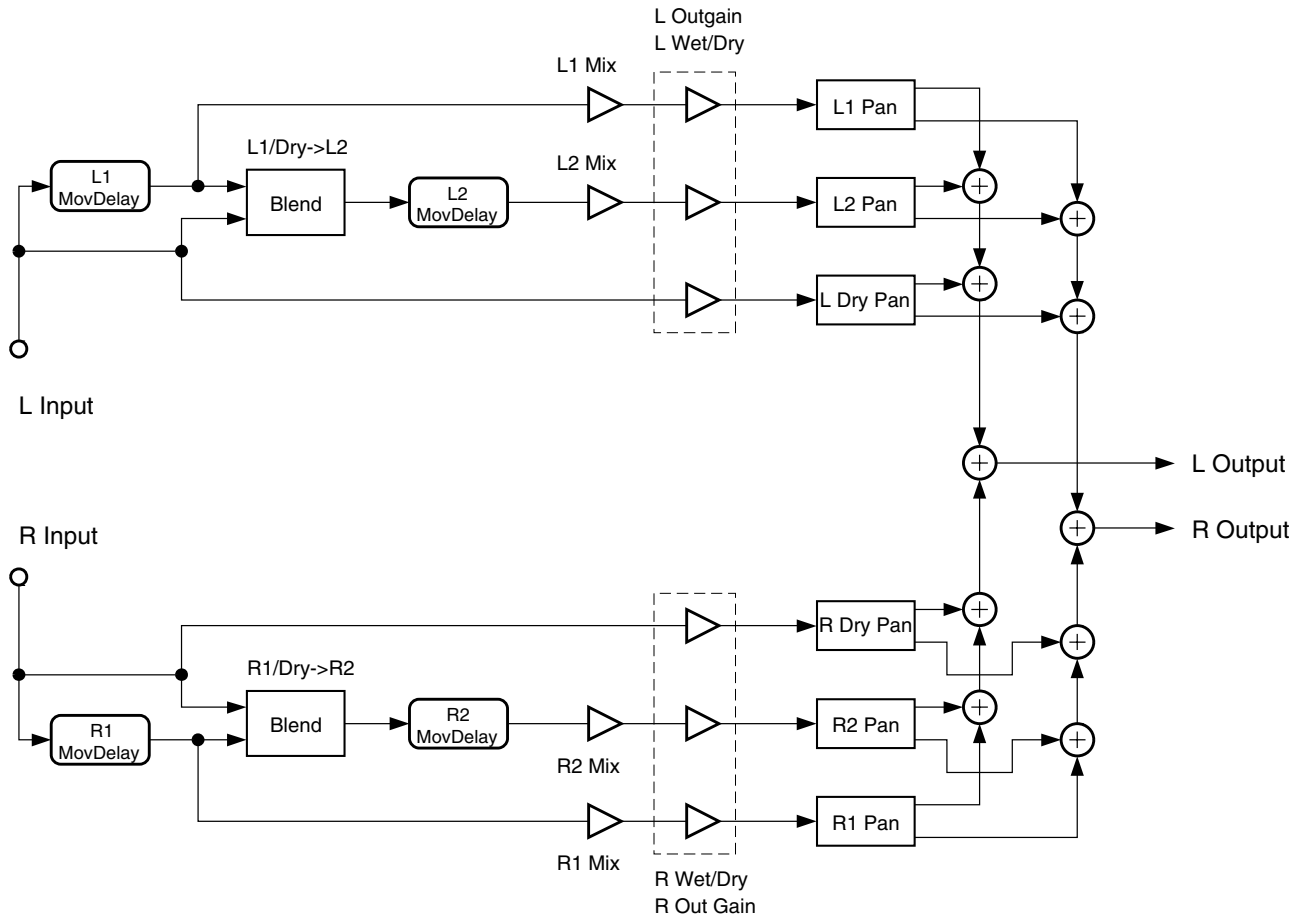 L Outgain
L Wet/Dry
L1 Mix
L1 Pan
L1/Dry->L2
L2 Mix
L1
MovDelay
Blend
L2
MovDelay
L2 Pan
+
+
L Dry Pan
+
+
L Input
+
L Output
R Input
+
R Output
R Dry Pan
+
+
R1/Dry->R2
R1
MovDelay
Blend
R2
MovDelay
R2 Pan
+
+
R2 Mix
R1 Pan
R1 Mix
R Wet/Dry
R Out Gain